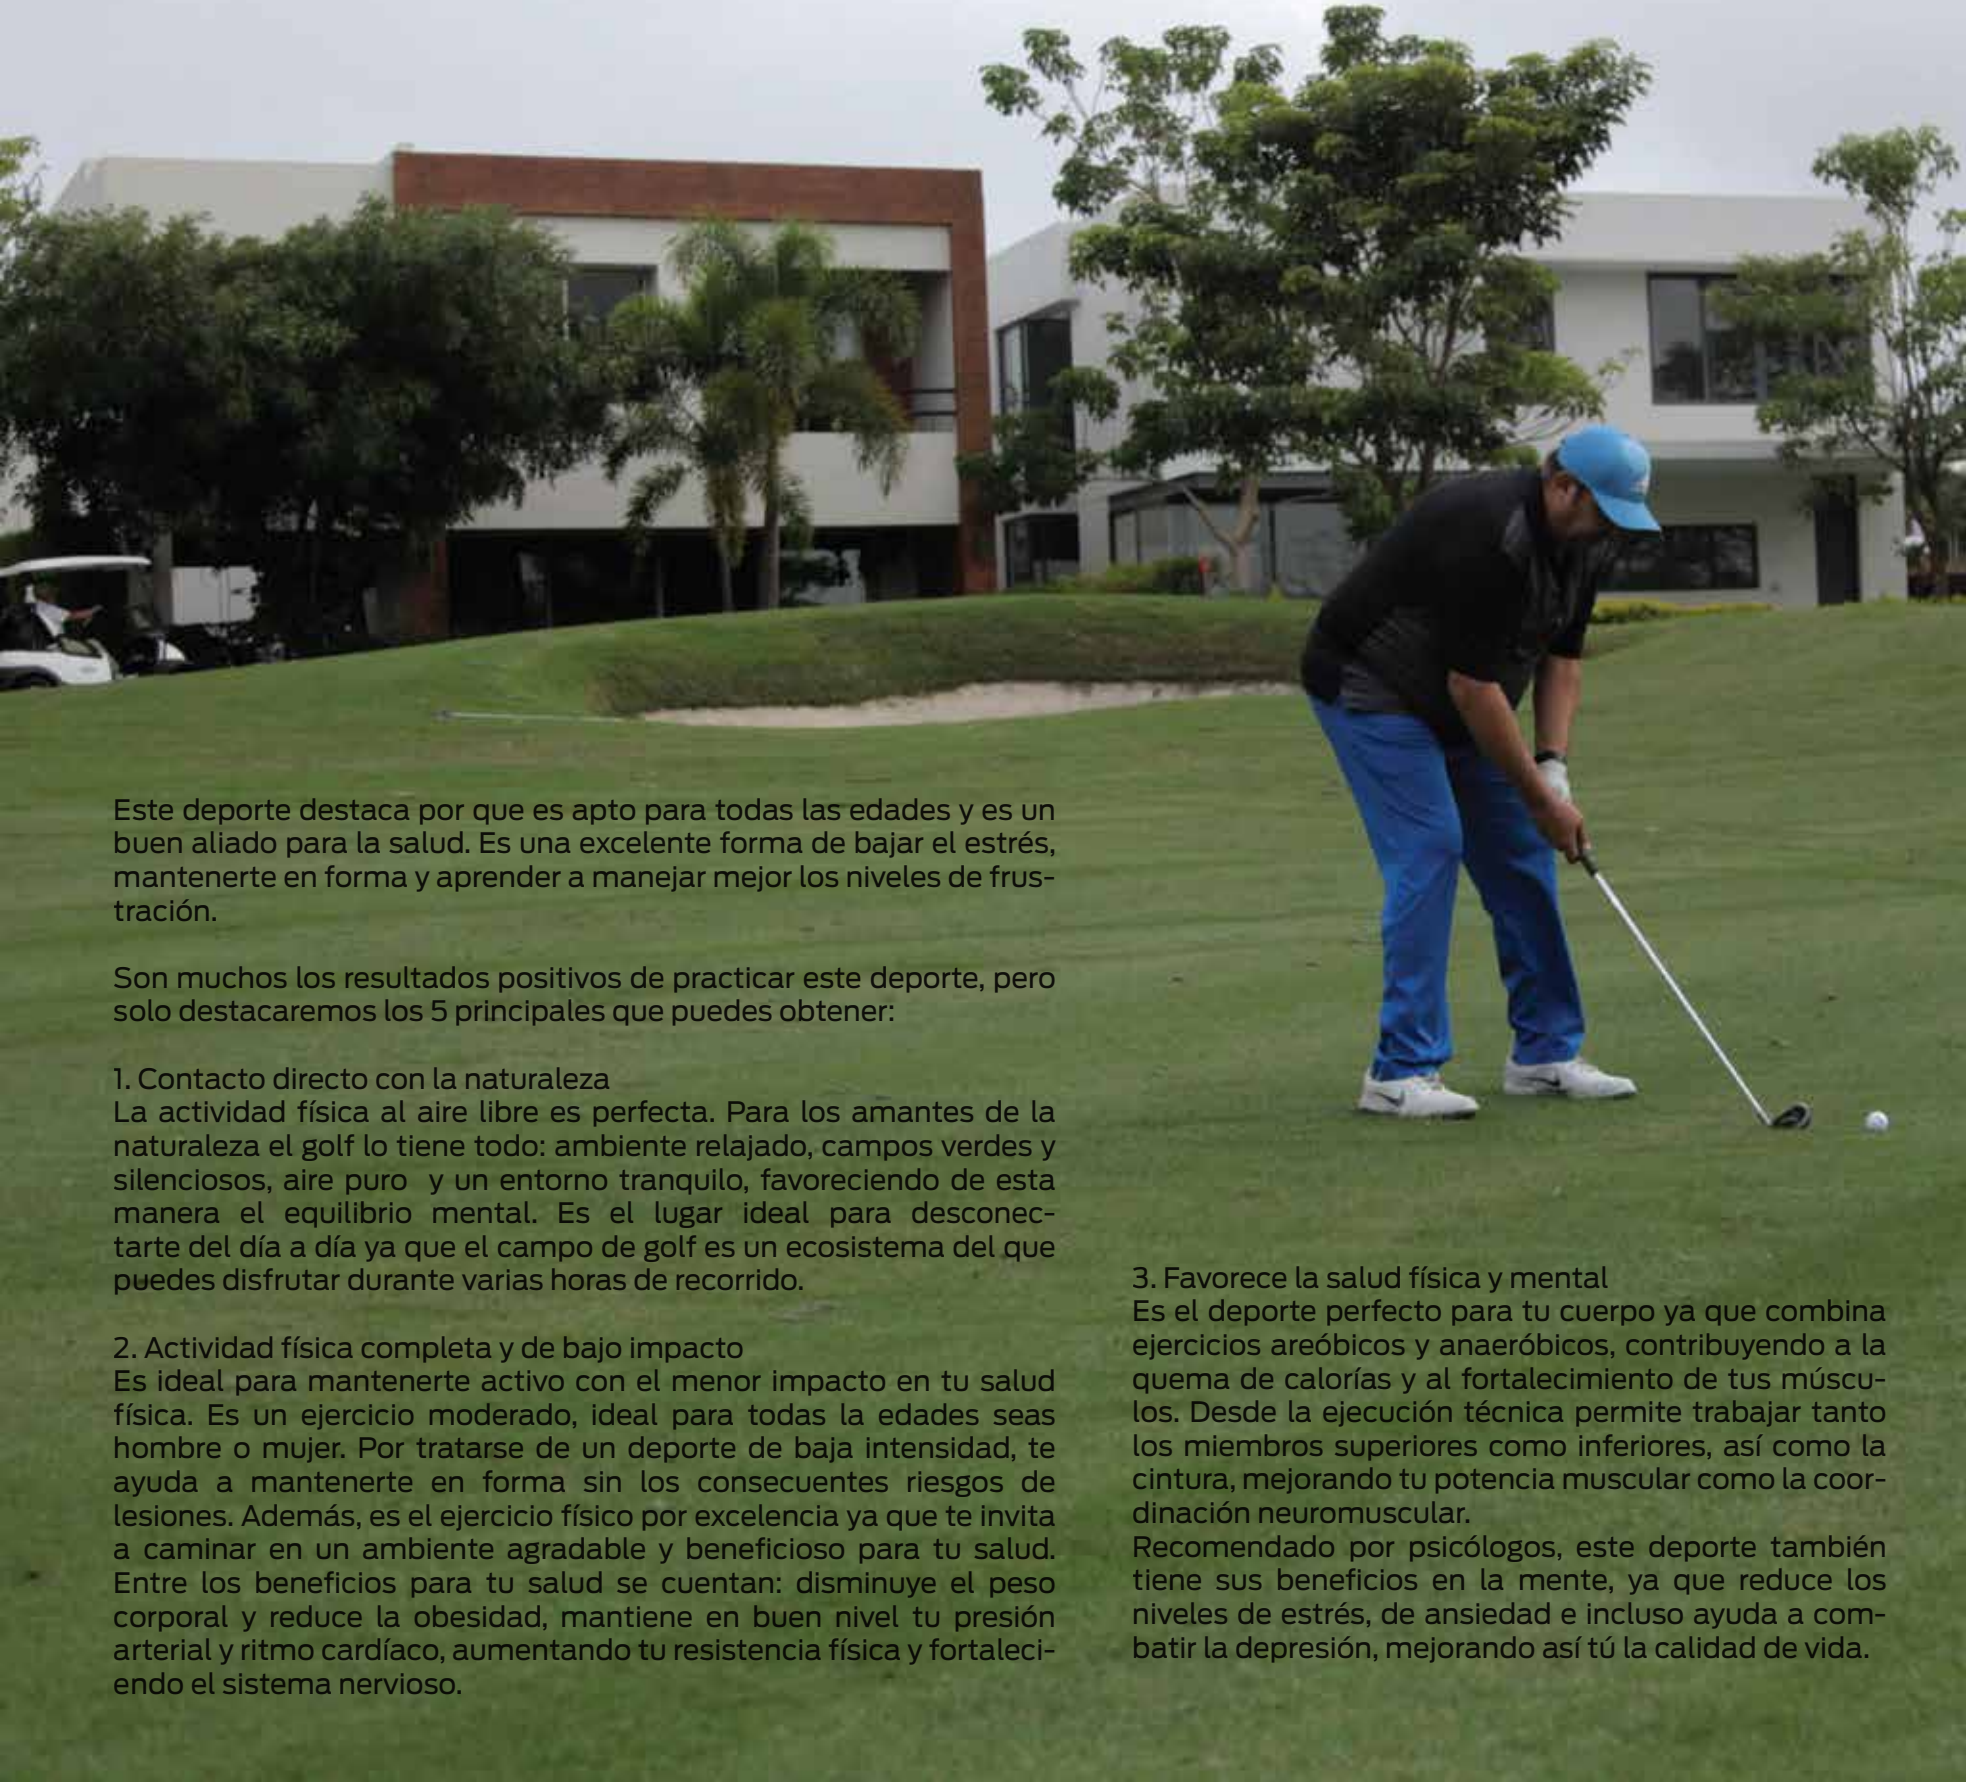 Este deporte destaca por que es apto para todas las edades y es un
buen aliado para la salud. Es una excelente forma de bajar el estrés,
mantenerte en forma y aprender a manejar mejor los niveles de frus-
tración.
Son muchos los resultados positivos de practicar este deporte, pero
solo destacaremos los 5 principales que puedes obtener:
1. Contacto directo con la naturaleza
La actividad física al aire libre es perfecta. Para los amantes de la
naturaleza el golf lo tiene todo: ambiente relajado, campos verdes y
silenciosos, aire puro  y un entorno tranquilo, favoreciendo de esta
manera el equilibrio mental. Es el lugar ideal para desconec-
tarte del día a día ya que el campo de golf es un ecosistema del que
puedes disfrutar durante varias horas de recorrido.
2. Actividad física completa y de bajo impacto
Es ideal para mantenerte activo con el menor impacto en tu salud
física. Es un ejercicio moderado, ideal para todas la edades seas
hombre o mujer. Por tratarse de un deporte de baja intensidad, te
ayuda a mantenerte en forma sin los consecuentes riesgos de
lesiones. Además, es el ejercicio físico por excelencia ya que te invita
a caminar en un ambiente agradable y beneficioso para tu salud.
Entre los beneficios para tu salud se cuentan: disminuye el peso
corporal y reduce la obesidad, mantiene en buen nivel tu presión
arterial y ritmo cardíaco, aumentando tu resistencia física y fortaleci-
endo el sistema nervioso.
3. Favorece la salud física y mental
Es el deporte perfecto para tu cuerpo ya que combina
ejercicios areóbicos y anaeróbicos, contribuyendo a la
quema de calorías y al fortalecimiento de tus múscu-
los. Desde la ejecución técnica permite trabajar tanto
los miembros superiores como inferiores, así como la
cintura, mejorando tu potencia muscular como la coor-
dinación neuromuscular.
Recomendado por psicólogos, este deporte también
tiene sus beneficios en la mente, ya que reduce los
niveles de estrés, de ansiedad e incluso ayuda a com-
batir la depresión, mejorando así tú la calidad de vida.